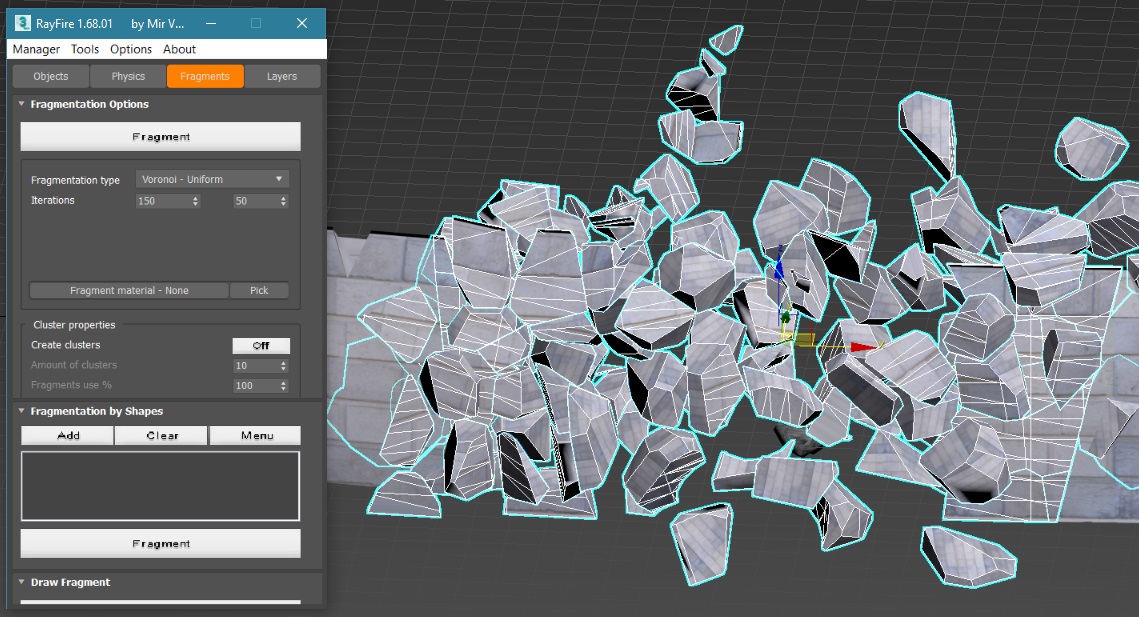 RayFire 1.68.01 by Mir V...
Manager Tools Options About
Objects Physics Fragments Layers
Fragmentation Options
Fragment
Fragmentation type Voronoi - Uniform
Iterations 150 50
Fragment material - None Pick
Cluster properties
Create clusters Off
Amount of clusters 10
Fragments use % 100
Fragmentation by Shapes
Add Clear Menu
Fragment
Draw Fragment